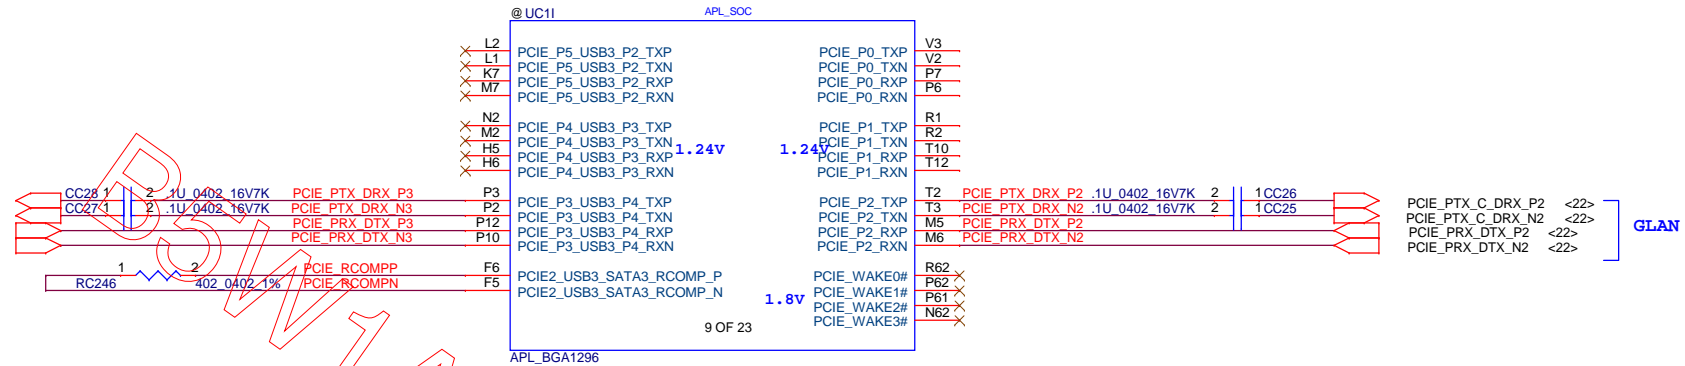 @ UC1I
APL_SOC
L2 PCIE_P5_USB3_P2_TXP PCIE_P0_TXP V3
L1 PCIE_P5_USB3_P2_TXN PCIE_P0_TXN V2
K7 PCIE_P5_USB3_P2_RXP PCIE_P0_RXP P7
M7 PCIE_P5_USB3_P2_RXN PCIE_P0_RXN P6
N2 PCIE_P4_USB3_P3_TXP PCIE_P1_TXP R1
M2 PCIE_P4_USB3_P3_TXN PCIE_P1_TXN R2
1.24V 1.24V
H5 PCIE_P4_USB3_P3_RXP PCIE_P1_RXP T10
H6 PCIE_P4_USB3_P3_RXN PCIE_P1_RXN T12
CC28 1 2 .1U_0402_16V7K PCIE_PTX_DRX_P3 P3 PCIE_P3_USB3_P4_TXP PCIE_P2_TXP T2 PCIE_PTX_DRX_P2 .1U_0402_16V7K 2 1 CC26 PCIE_PTX_C_DRX_P2 <22>
CC27 1 2 .1U_0402_16V7K PCIE_PTX_DRX_N3 P2 PCIE_P3_USB3_P4_TXN PCIE_P2_TXN T3 PCIE_PTX_DRX_N2 .1U_0402_16V7K 2 1 CC25 PCIE_PTX_C_DRX_N2 <22>
PCIE_PRX_DTX_P3 P12 PCIE_P3_USB3_P4_RXP PCIE_P2_RXP M5 PCIE_PRX_DTX_P2 PCIE_PRX_DTX_P2 <22>
PCIE_PRX_DTX_N3 P10 PCIE_P3_USB3_P4_RXN PCIE_P2_RXN M6 PCIE_PRX_DTX_N2 PCIE_PRX_DTX_N2 <22>
GLAN
1 2 PCIE_RCOMPP F6 PCIE2_USB3_SATA3_RCOMP_P PCIE_WAKE0# R62
RC246 402_0402_1% PCIE_RCOMPN F5 PCIE2_USB3_SATA3_RCOMP_N PCIE_WAKE1# P62
1.8V
PCIE_WAKE2# P61
PCIE_WAKE3# N62
9 OF 23
APL_BGA1296